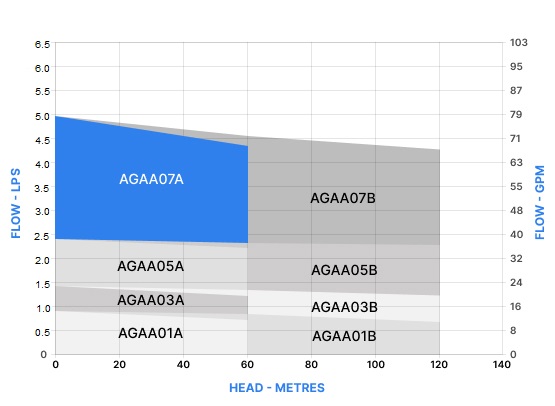 6.5 103
6.0 95
5.5 87
5.0 79
4.5 71
4.0 63
3.5 55
3.0 48
2.5 40
2.0 32
1.5 24
1.0 16
0.5 8
0 0
FLOW - LPS
FLOW - GPM
AGAA07A
AGAA07B
AGAA05A
AGAA05B
AGAA03A
AGAA03B
AGAA01A
AGAA01B
0 20 40 60 80 100 120 140
HEAD - METRES